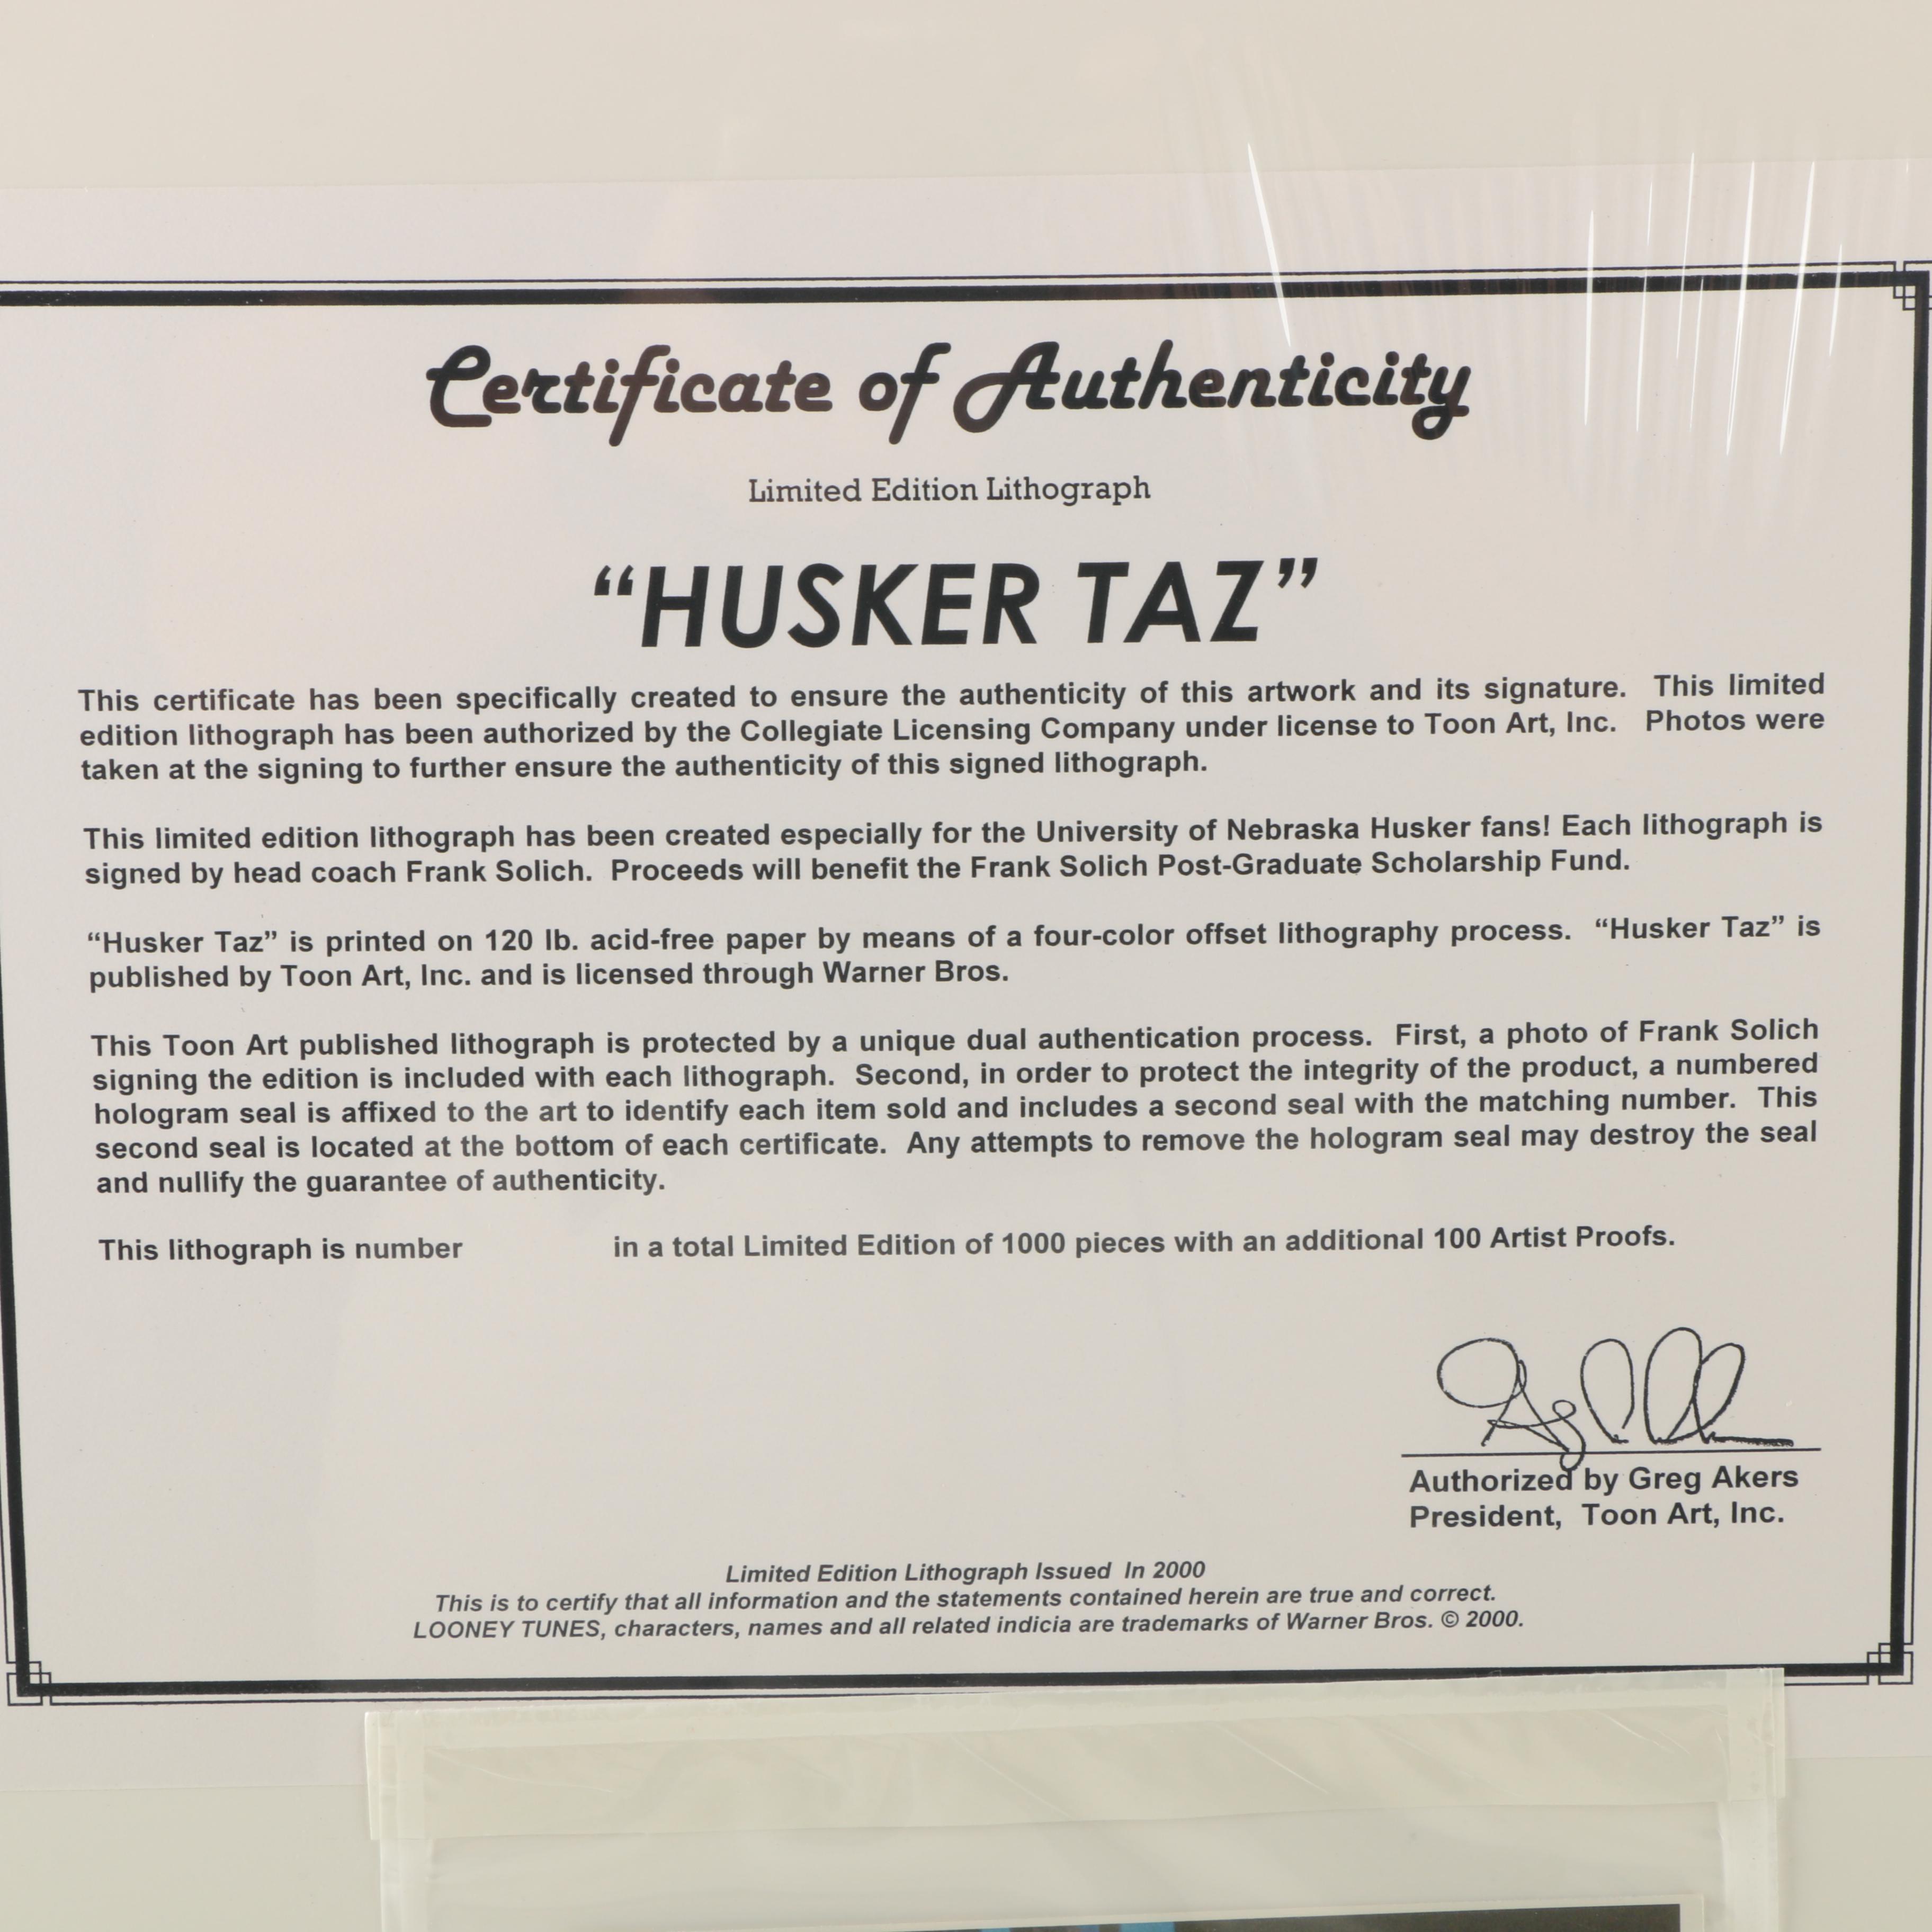 Certificate of Authenticity
Limited Edition Lithograph
“HUSKER TAZ”
This certificate has been specifically created to ensure the authenticity of this artwork and its signature. This limited
edition lithograph has been authorized by the Collegiate Licensing Company under license to Toon Art, Inc. Photos were
taken at the signing to further ensure the authenticity of this signed lithograph.
This limited edition lithograph has been created especially for the University of Nebraska Husker fans! Each lithograph is
signed by head coach Frank Solich. Proceeds will benefit the Frank Solich Post-Graduate Scholarship Fund.
“Husker Taz” is printed on 120 lb. acid-free paper by means of a four-color offset lithography process. “Husker Taz” is
published by Toon Art, Inc. and is licensed through Warner Bros.
This Toon Art published lithograph is protected by a unique dual authentication process. First, a photo of Frank Solich
signing the edition is included with each lithograph. Second, in order to protect the integrity of the product, a numbered
hologram seal is affixed to the art to identify each item sold and includes a second seal with the matching number. This
second seal is located at the bottom of each certificate. Any attempts to remove the hologram seal may destroy the seal
and nullify the guarantee of authenticity.
This lithograph is number in a total Limited Edition of 1000 pieces with an additional 100 Artist Proofs.
Authorized by Greg Akers
President, Toon Art, Inc.
Limited Edition Lithograph Issued In 2000
This is to certify that all information and the statements contained herein are true and correct.
LOONEY TUNES, characters, names and all related indicia are trademarks of Warner Bros. © 2000.